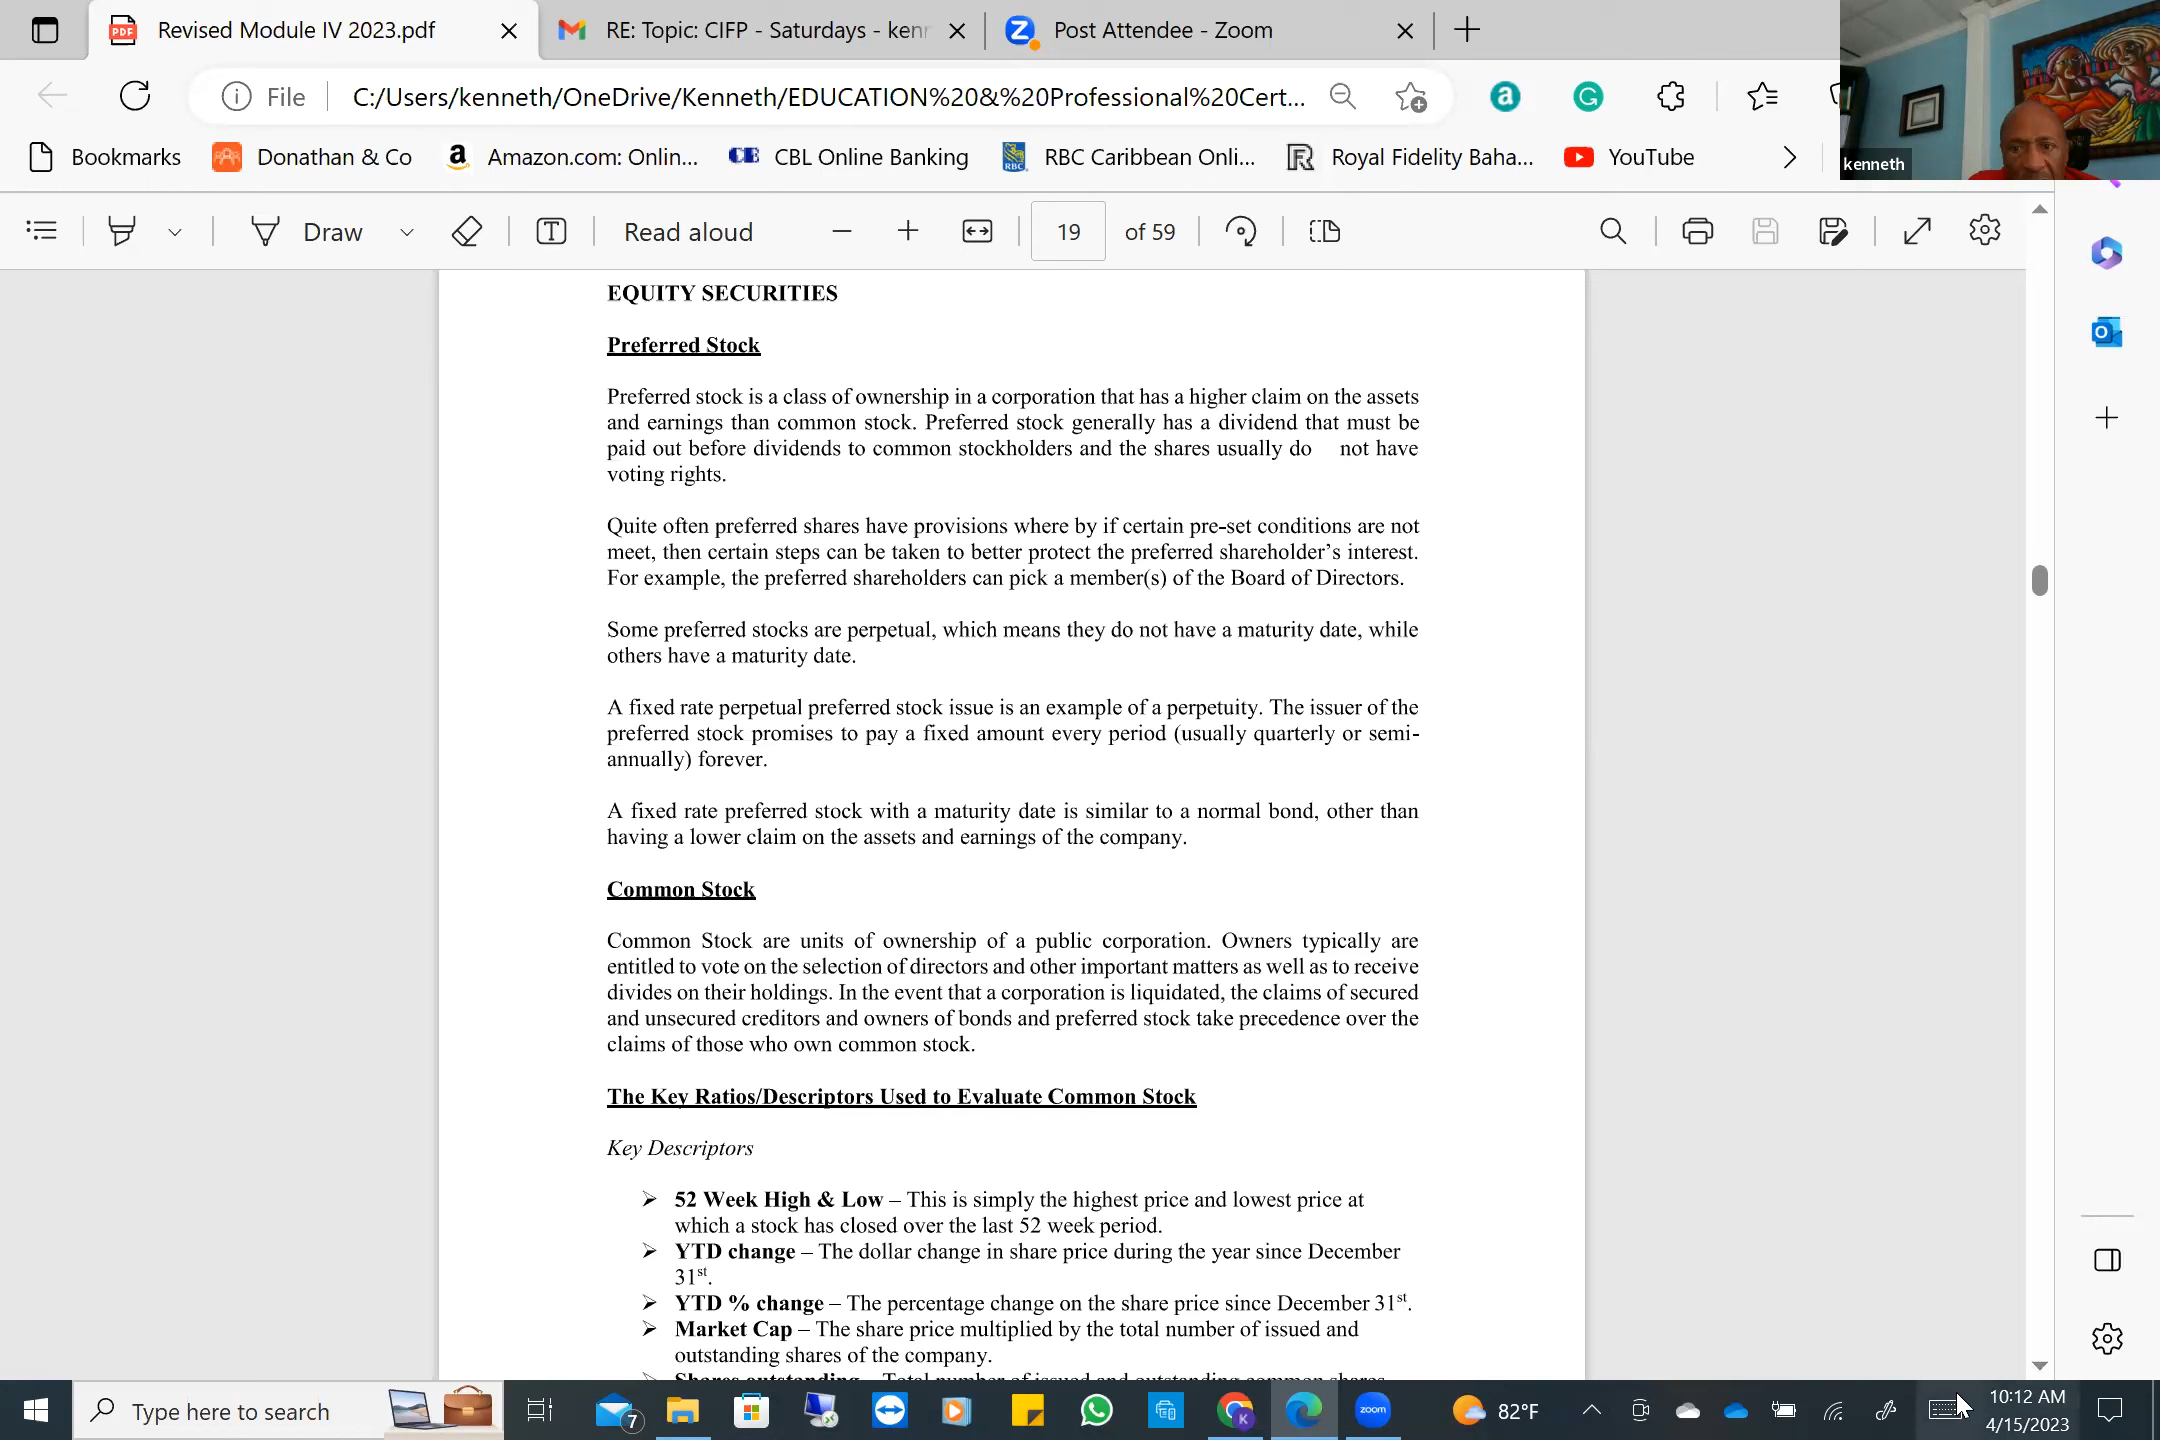 Revised Module IV 2023.pdf
RE: Topic: CIFP - Saturdays - ken
Post Attendee - Zoom
File
C:/Users/kenneth/OneDrive/Kenneth/EDUCATION%20&%20Professional%20Cert...
Bookmarks
Donathan & Co
Amazon.com: Onlin...
CBL Online Banking
RBC Caribbean Onli...
Royal Fidelity Baha...
YouTube
kenneth
Draw
Read aloud
19
of 59
EQUITY SECURITIES
Preferred Stock
Preferred stock is a class of ownership in a corporation that has a higher claim on the assets
and earnings than common stock. Preferred stock generally has a dividend that must be
paid out before dividends to common stockholders and the shares usually do not have
voting rights.
Quite often preferred shares have provisions where by if certain pre-set conditions are not
meet, then certain steps can be taken to better protect the preferred shareholder's interest.
For example, the preferred shareholders can pick a member(s) of the Board of Directors.
Some preferred stocks are perpetual, which means they do not have a maturity date, while
others have a maturity date.
A fixed rate perpetual preferred stock issue is an example of a perpetuity. The issuer of the
preferred stock promises to pay a fixed amount every period (usually quarterly or semi-
annually) forever.
A fixed rate preferred stock with a maturity date is similar to a normal bond, other than
having a lower claim on the assets and earnings of the company.
Common Stock
Common Stock are units of ownership of a public corporation. Owners typically are
entitled to vote on the selection of directors and other important matters as well as to receive
divides on their holdings. In the event that a corporation is liquidated, the claims of secured
and unsecured creditors and owners of bonds and preferred stock take precedence over the
claims of those who own common stock.
The Key Ratios/Descriptors Used to Evaluate Common Stock
Key Descriptors
➢ 52 Week High & Low – This is simply the highest price and lowest price at
which a stock has closed over the last 52 week period.
➢ YTD change – The dollar change in share price during the year since December
31st.
➢ YTD % change – The percentage change on the share price since December 31st.
➢ Market Cap – The share price multiplied by the total number of issued and
outstanding shares of the company.
➢ Shares outstanding – Total number of issued and outstanding common shares
Type here to search
7
zoom
82°F
10:12 AM
4/15/2023